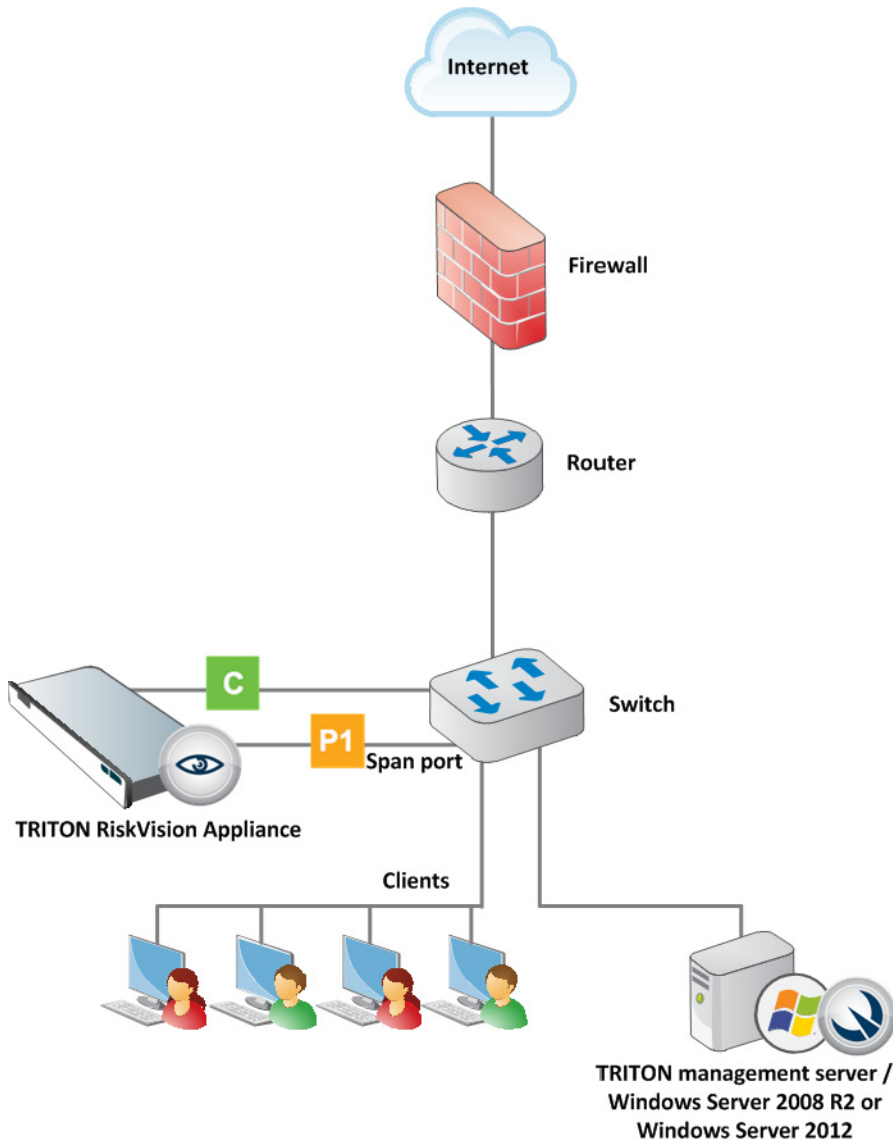 Internet
Firewall
Router
C
Switch
P1
Span port
TRITON RiskVision Appliance
Clients
TRITON management server /
Windows Server 2008 R2 or
Windows Server 2012